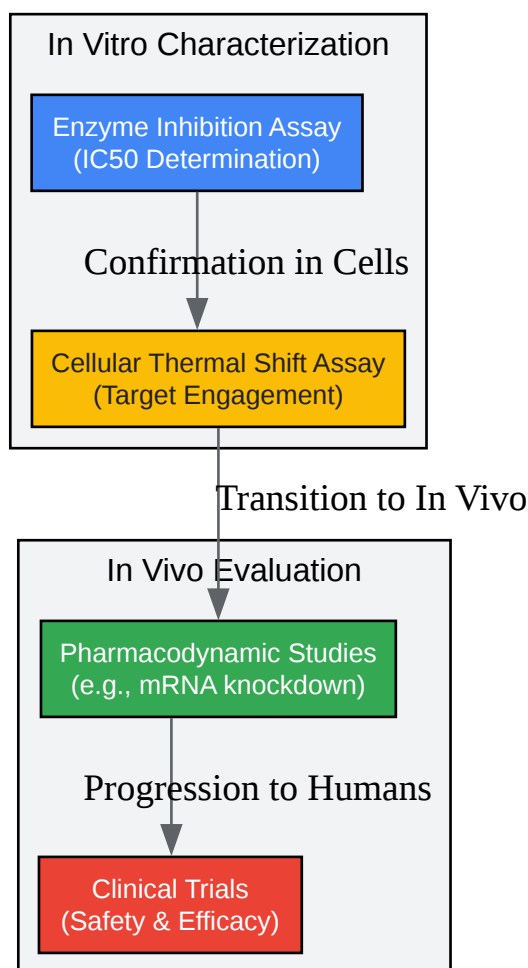 In Vitro Characterization
Enzyme Inhibition Assay
(IC50 Determination)
Confirmation in Cells
Cellular Thermal Shift Assay
(Target Engagement)
Transition to In Vivo
In Vivo Evaluation
Pharmacodynamic Studies
(e.g., mRNA knockdown)
Progression to Humans
Clinical Trials
(Safety & Efficacy)